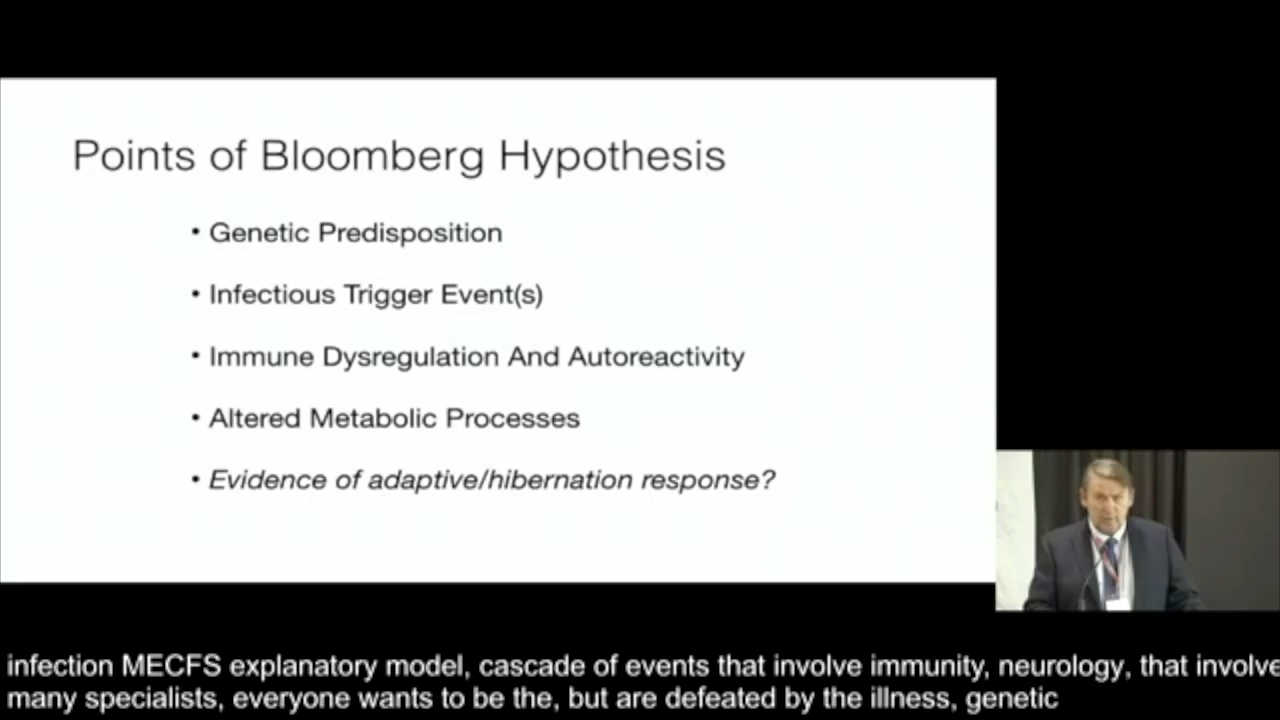 Points of Bloomberg Hypothesis
• Genetic Predisposition
• Infectious Trigger Event(s)
• Immune Dysregulation And Autoreactivity
• Altered Metabolic Processes
• Evidence of adaptive/hibernation response?
infection MECFS explanatory model, cascade of events that involve immunity, neurology, that involve
many specialists, everyone wants to be the, but are defeated by the illness, genetic